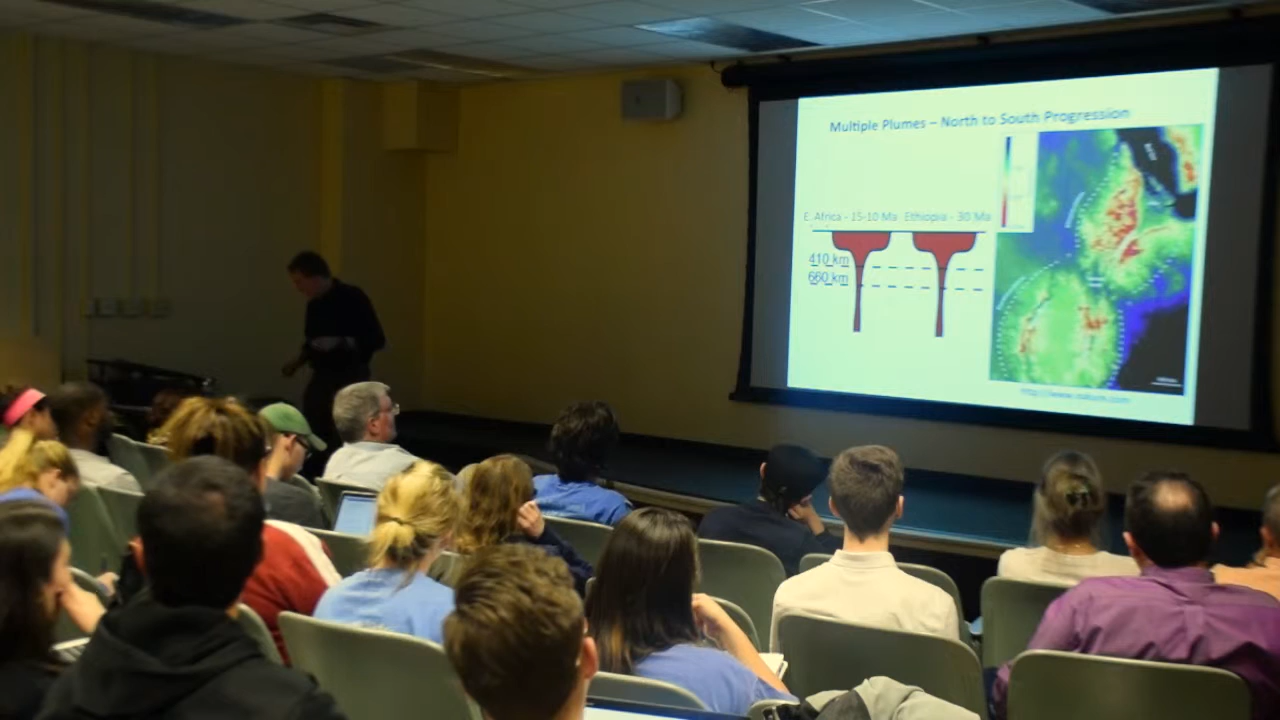 Multiple Plumes – North to South Progression
E. Africa - 15-10 Ma Ethiopia - 30 Ma
410 km
660 km